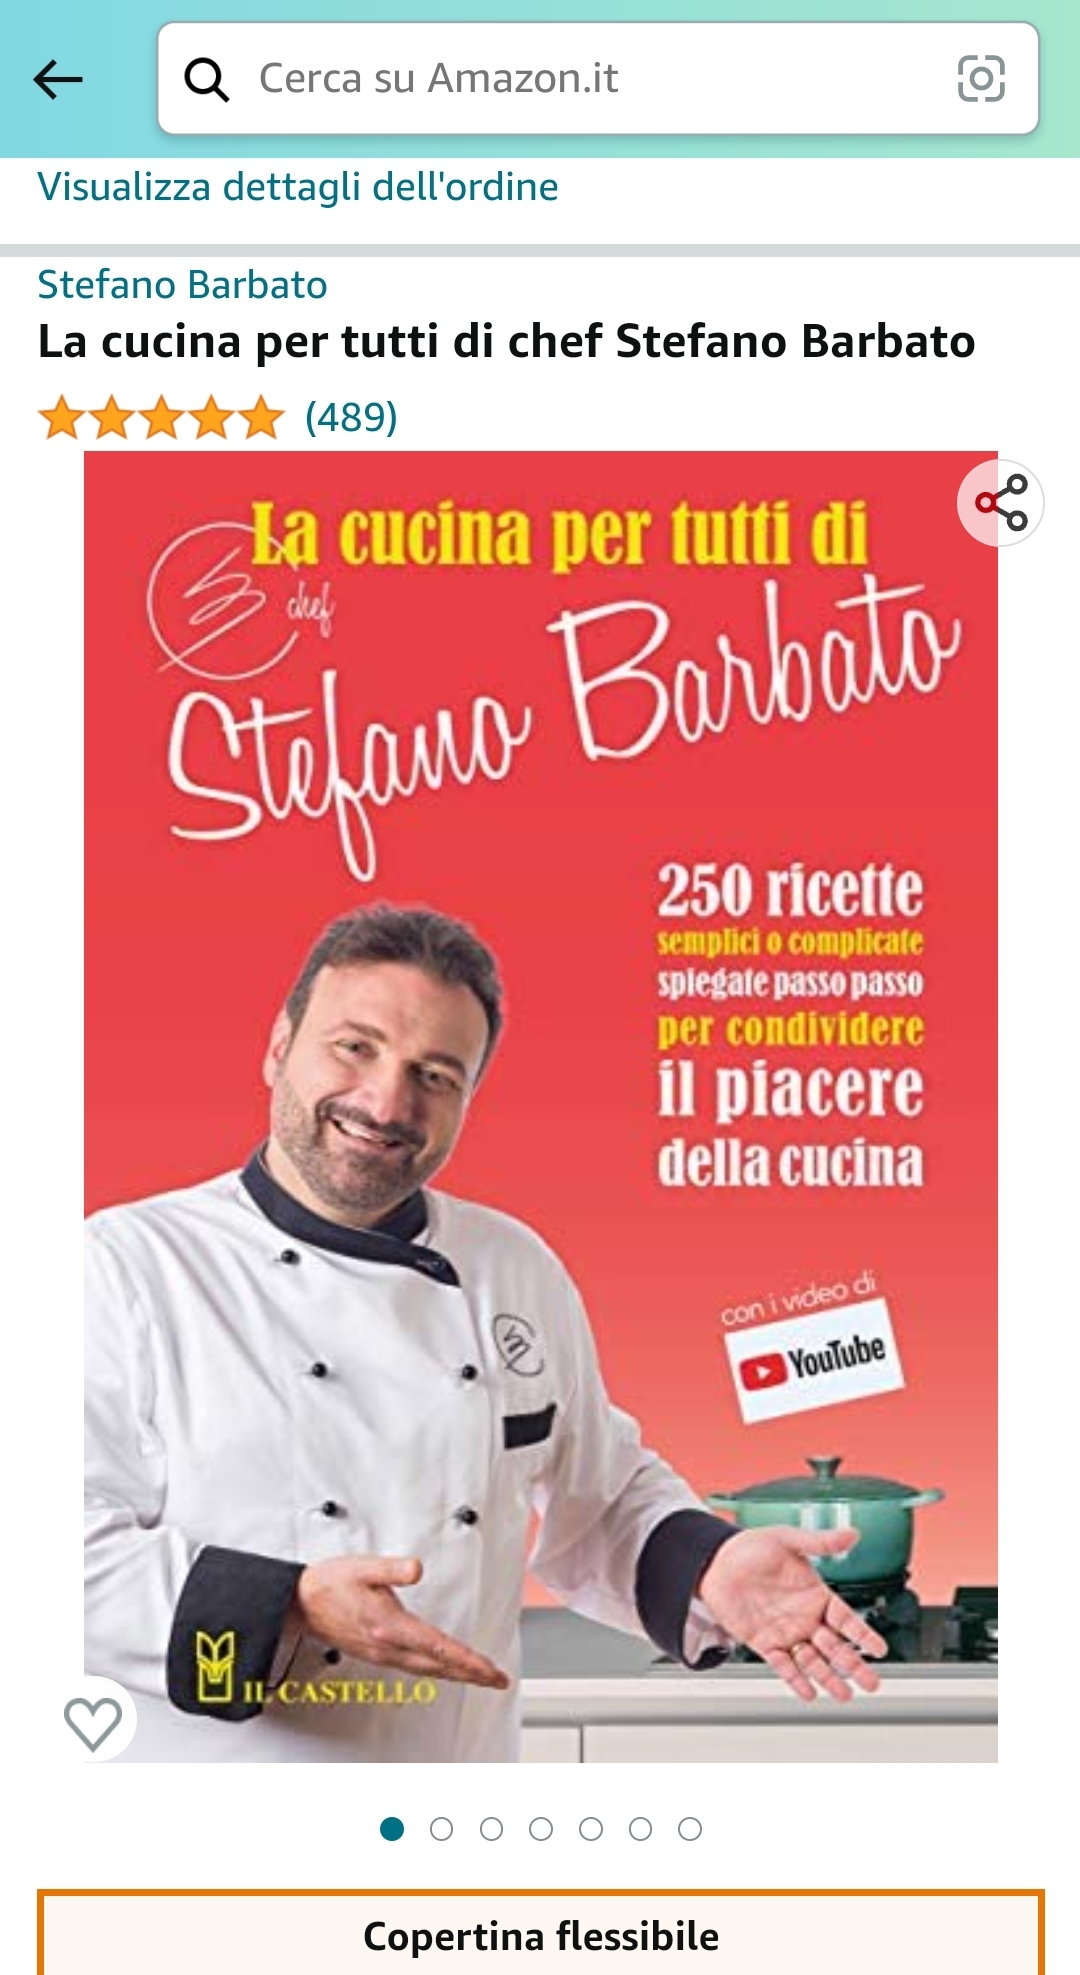 Cerca su Amazon.it
Visualizza dettagli dell'ordine
Stefano Barbato
La cucina per tutti di chef Stefano Barbato
(489)
La cucina per tutti di
chef
Stefano Barbato
250 ricette
semplici o complicate
spiegate passo passo
per condividere
il piacere
della cucina
con i video di
YouTube
IL CASTELLO
Copertina flessibile